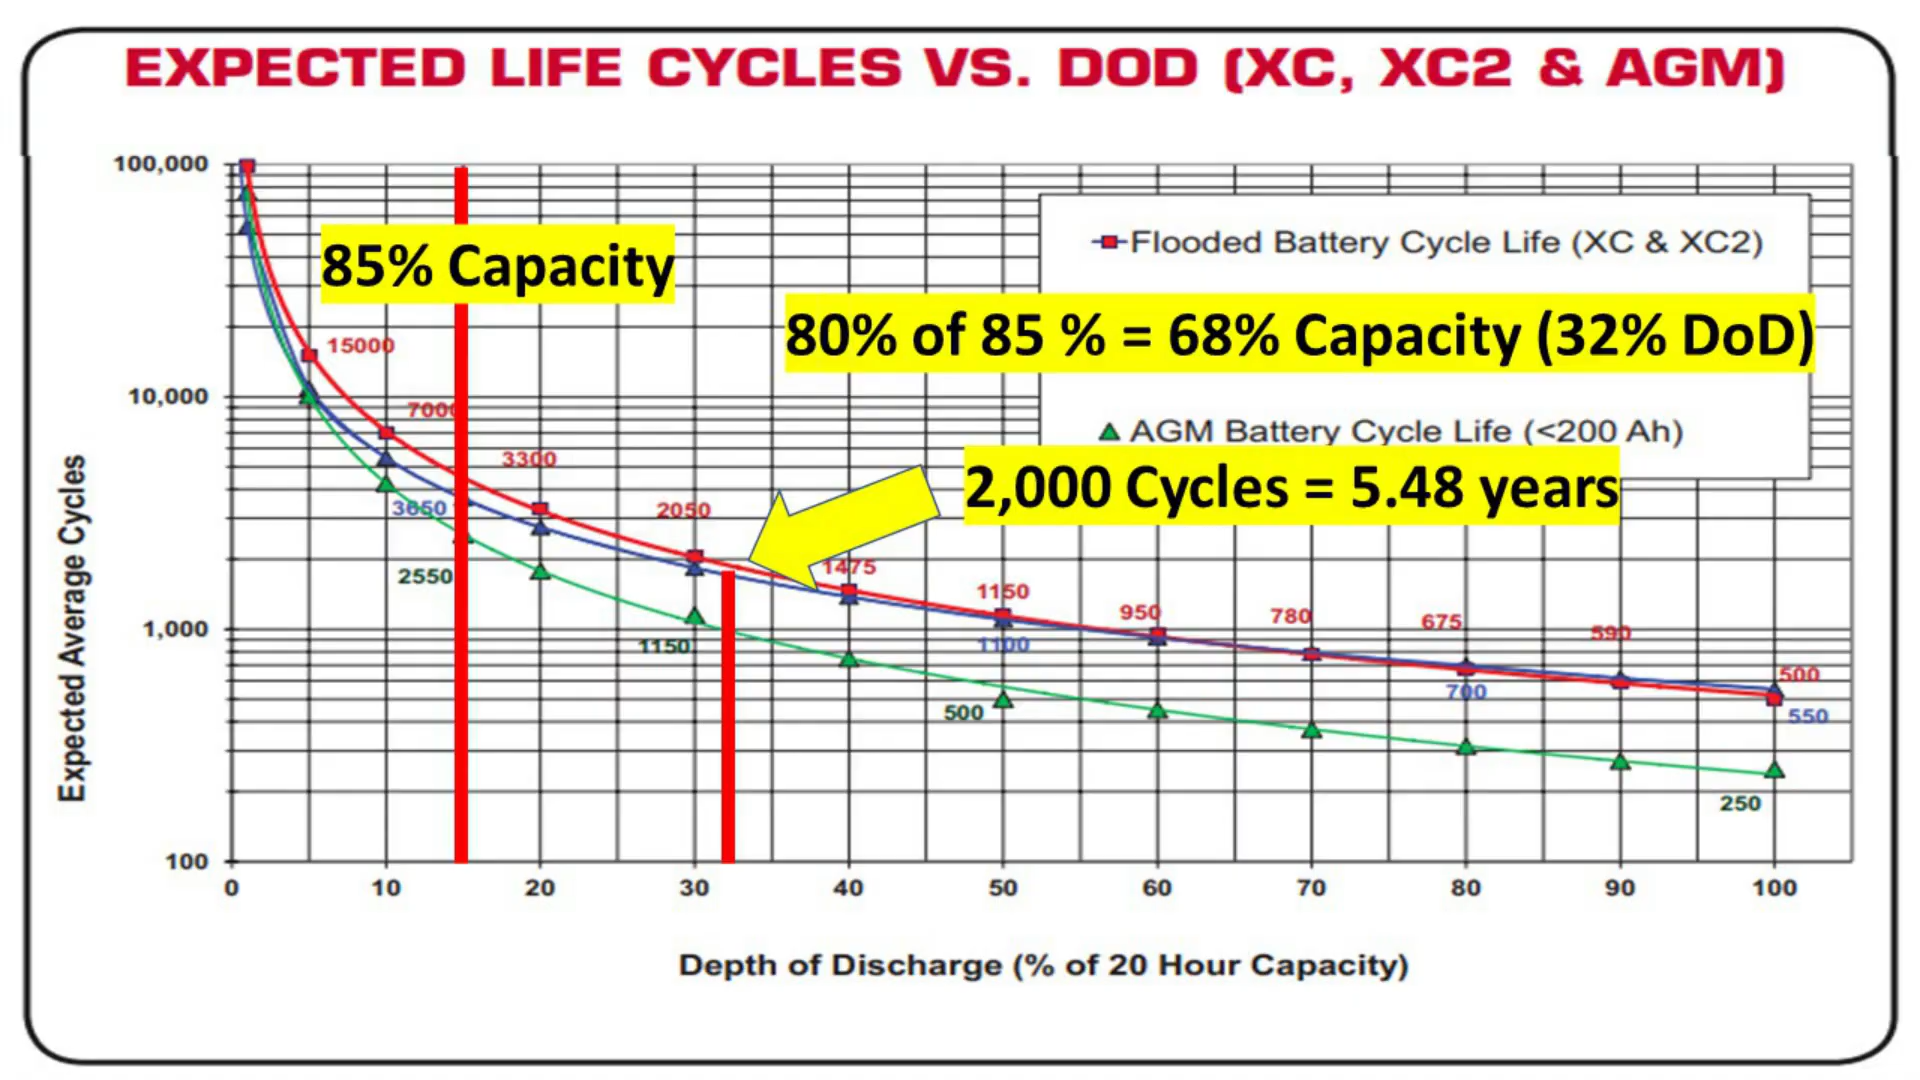 EXPECTED LIFE CYCLES VS. DOD (XC, XC2 & AGM)
100,000
85% Capacity
Flooded Battery Cycle Life (XC & XC2)
80% of 85 % = 68% Capacity (32% DoD)
AGM Battery Cycle Life (<200 Ah)
2,000 Cycles = 5.48 years
15000
10,000
7000
3300
3650
2050
2550
1475
1150
1150
950
780
675
590
1,000
1150
1100
500
500
700
550
250
100
0 10 20 30 40 50 60 70 80 90 100
Expected Average Cycles
Depth of Discharge (% of 20 Hour Capacity)